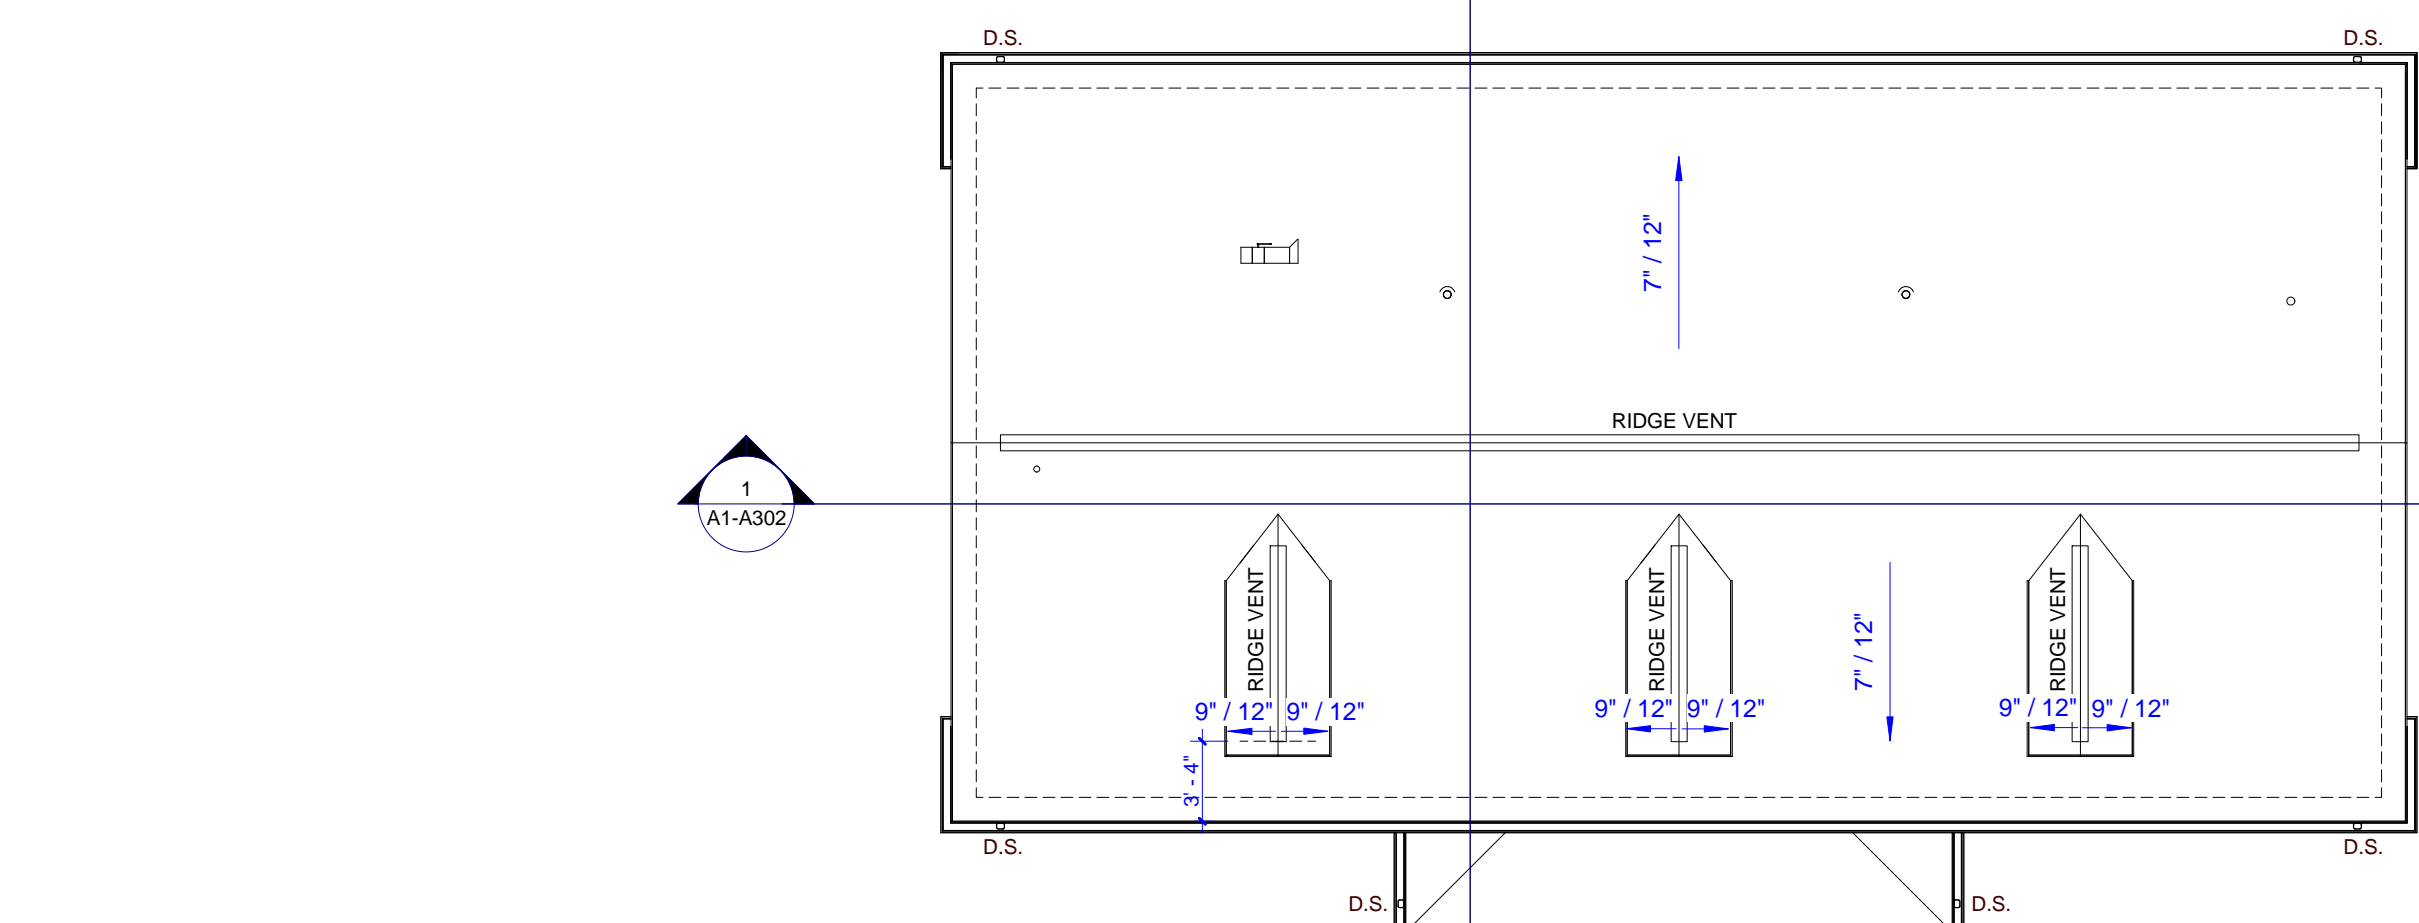 D.S.
D.S.
7" / 12"
RIDGE VENT
1
A1-A302
RIDGE VENT
RIDGE VENT
RIDGE VENT
7" / 12"
9" / 12"
9" / 12"
9" / 12"
9" / 12"
9" / 12"
9" / 12"
3' - 4"
D.S.
D.S.
D.S.
D.S.